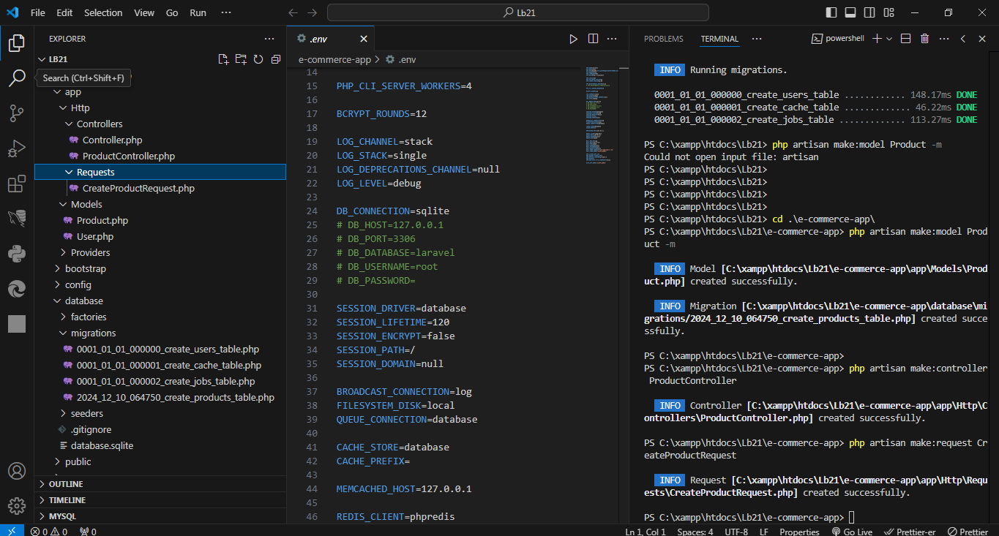 File Edit Selection View Go Run ···
Lb21
EXPLORER ···
LB21
Search (Ctrl+Shift+F)
app
Http
Controllers
Controller.php
ProductController.php
Requests
CreateProductRequest.php
Models
Product.php
User.php
Providers
bootstrap
config
database
factories
migrations
0001_01_01_000000_create_users_table.php
0001_01_01_000001_create_cache_table.php
0001_01_01_000002_create_jobs_table.php
2024_12_10_064750_create_products_table.php
seeders
.gitignore
database.sqlite
public
OUTLINE
TIMELINE
MYSQL
.env
e-commerce-app > .env
14
15 PHP_CLI_SERVER_WORKERS=4
16
17 BCRYPT_ROUNDS=12
18
19 LOG_CHANNEL=stack
20 LOG_STACK=single
21 LOG_DEPRECATIONS_CHANNEL=null
22 LOG_LEVEL=debug
23
24 DB_CONNECTION=sqlite
25 # DB_HOST=127.0.0.1
26 # DB_PORT=3306
27 # DB_DATABASE=laravel
28 # DB_USERNAME=root
29 # DB_PASSWORD=
30
31 SESSION_DRIVER=database
32 SESSION_LIFETIME=120
33 SESSION_ENCRYPT=false
34 SESSION_PATH=/
35 SESSION_DOMAIN=null
36
37 BROADCAST_CONNECTION=log
38 FILESYSTEM_DISK=local
39 QUEUE_CONNECTION=database
40
41 CACHE_STORE=database
42 CACHE_PREFIX=
43
44 MEMCACHED_HOST=127.0.0.1
45
46 REDIS_CLIENT=phpredis
PROBLEMS TERMINAL ··· powershell
INFO Running migrations.
0001_01_01_000000_create_users_table ............ 148.17ms DONE
0001_01_01_000001_create_cache_table ............. 46.22ms DONE
0001_01_01_000002_create_jobs_table ............. 113.27ms DONE
PS C:\xampp\htdocs\Lb21> php artisan make:model Product -m
Could not open input file: artisan
PS C:\xampp\htdocs\Lb21>
PS C:\xampp\htdocs\Lb21>
PS C:\xampp\htdocs\Lb21>
PS C:\xampp\htdocs\Lb21>
PS C:\xampp\htdocs\Lb21> cd .\e-commerce-app\
PS C:\xampp\htdocs\Lb21\e-commerce-app> php artisan make:model Prod
uct -m
INFO Model [C:\xampp\htdocs\Lb21\e-commerce-app\app\Models\Prod
uct.php] created successfully.
INFO Migration [C:\xampp\htdocs\Lb21\e-commerce-app\database\mi
grations/2024_12_10_064750_create_products_table.php] created succe
ssfully.
PS C:\xampp\htdocs\Lb21\e-commerce-app>
PS C:\xampp\htdocs\Lb21\e-commerce-app> php artisan make:controller
ProductController
INFO Controller [C:\xampp\htdocs\Lb21\e-commerce-app\app\Http\C
ontrollers\ProductController.php] created successfully.
PS C:\xampp\htdocs\Lb21\e-commerce-app> php artisan make:request Cr
eateProductRequest
INFO Request [C:\xampp\htdocs\Lb21\e-commerce-app\app\Http\Requ
ests\CreateProductRequest.php] created successfully.
PS C:\xampp\htdocs\Lb21\e-commerce-app>
0 0 0 Ln 1, Col 1 Spaces: 4 UTF-8 LF Properties Go Live Prettier-er Prettier